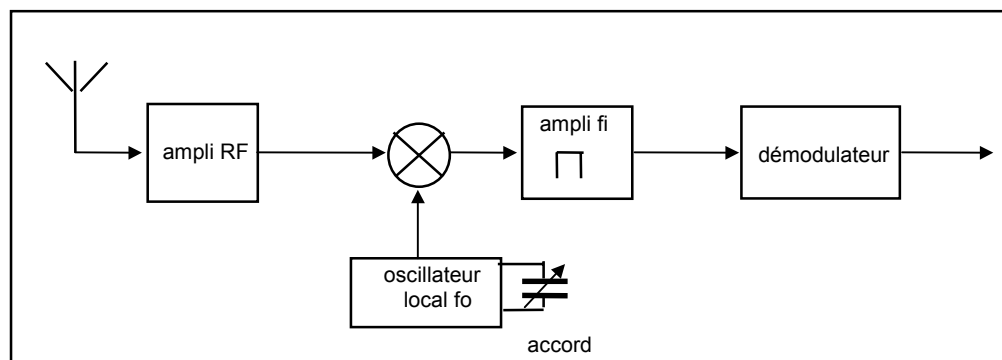 ampli RF
ampli fi
démodulateur
oscillateur
local fo
accord